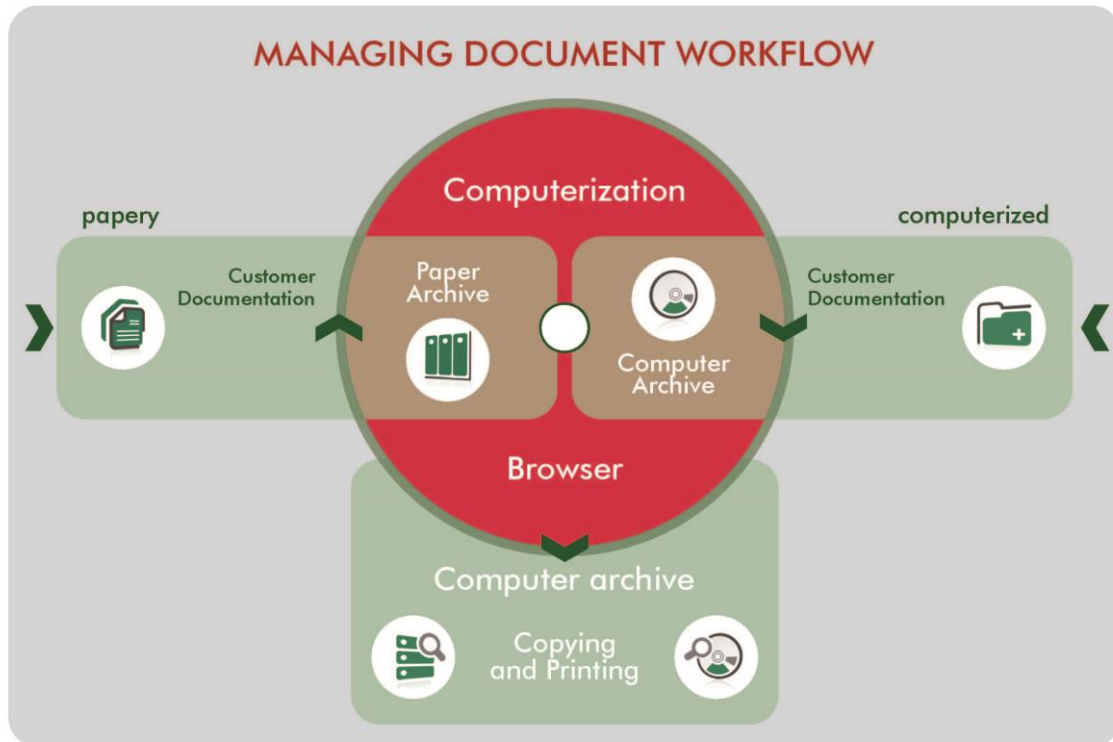 MANAGING DOCUMENT WORKFLOW
Computerization
papery
computerized
Customer
Documentation
Paper
Archive
Computer
Archive
Customer
Documentation
Browser
Computer archive
Copying
and Printing